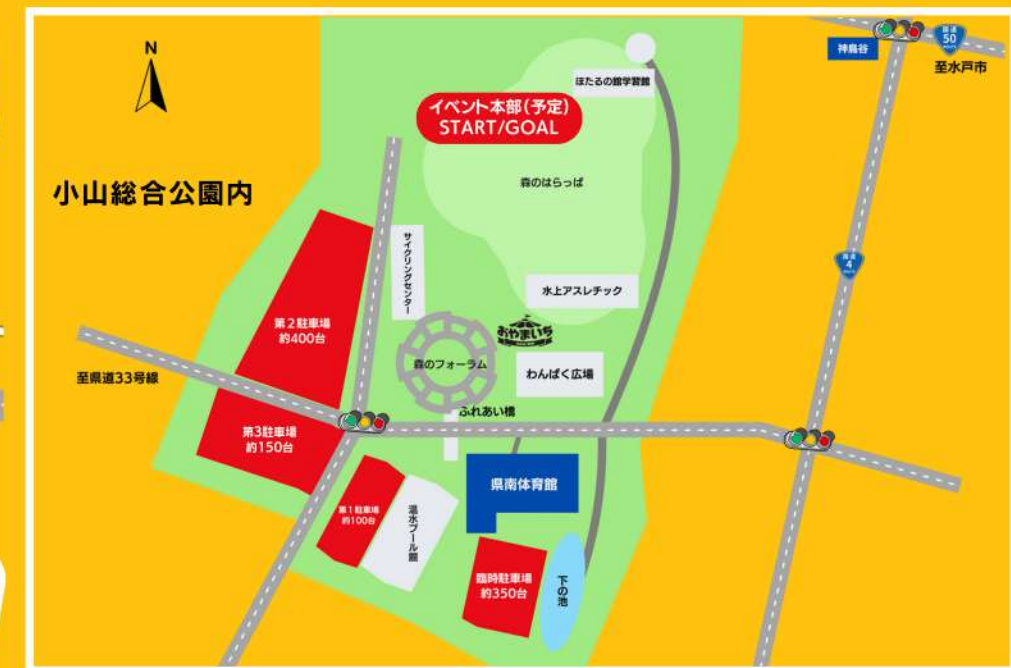 N
小山総合公園内
イベント本部(予定)
START/GOAL
ほたるの館学習館
神鳥谷
国道
50
ROUTE
至水戸市
森のはらっぱ
国道
4
ROUTE
サイクリングセンター
水上アスレチック
おやまいち
第2駐車場
約400台
森のフォーラム
わんぱく広場
至県道33号線
ふれあい橋
第3駐車場
約150台
県南体育館
第1駐車場
約100台
温水プール館
臨時駐車場
約350台
下の池